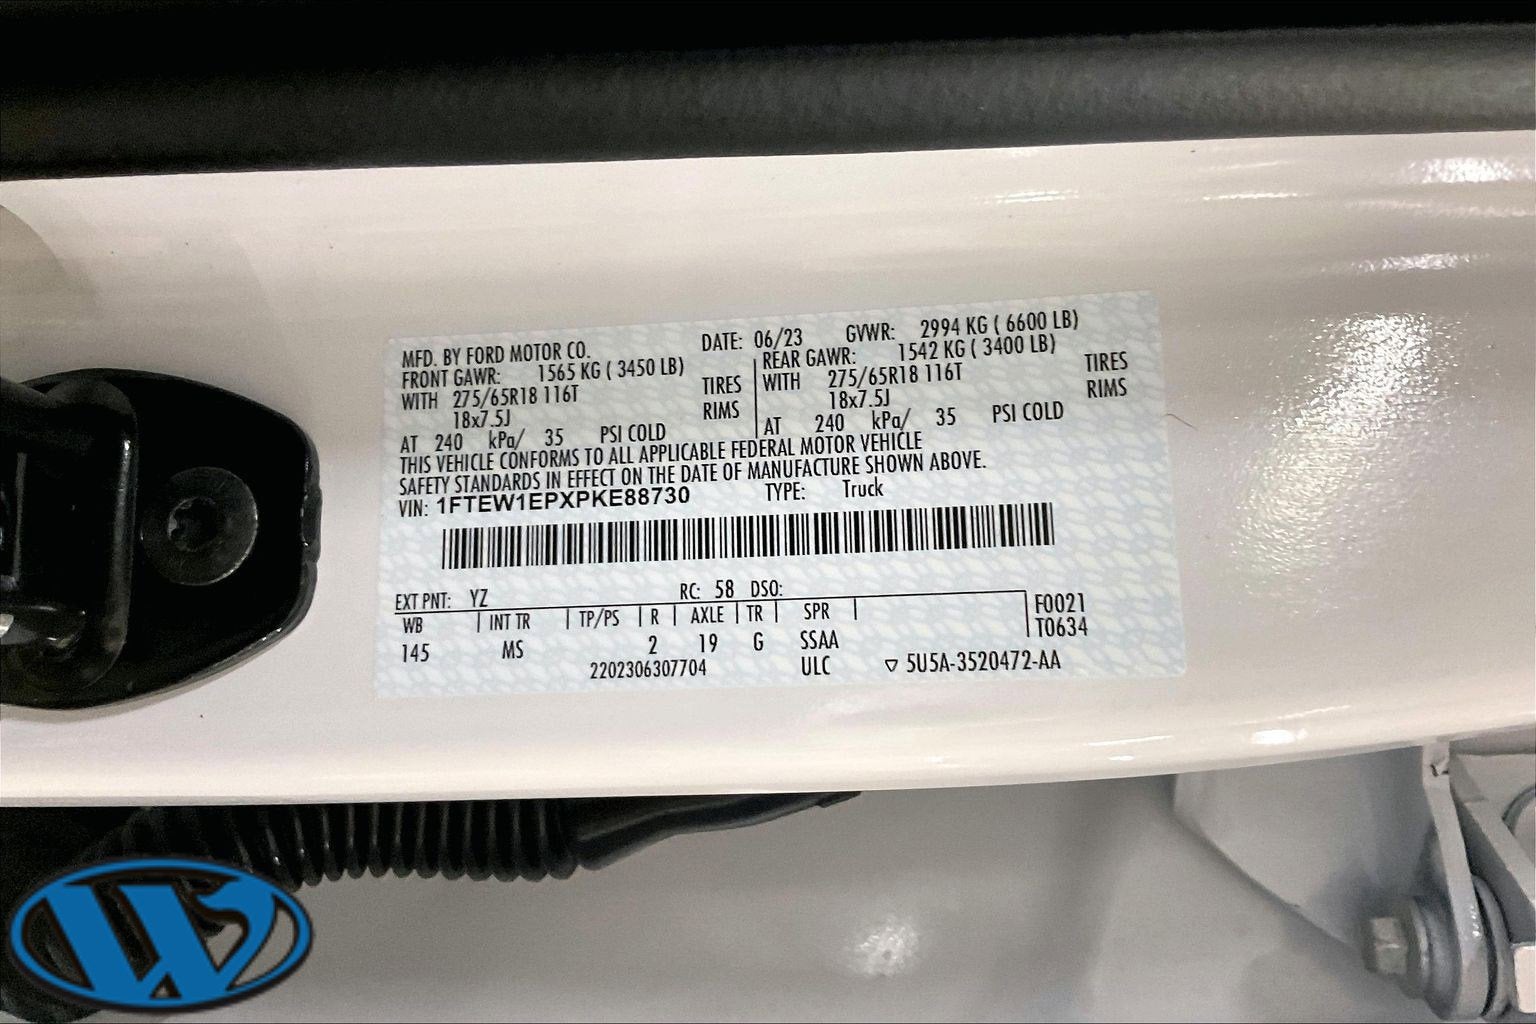 MFD. BY FORD MOTOR CO. DATE: 06/23 GVWR: 2994 KG ( 6600 LB)
FRONT GAWR: 1565 KG ( 3450 LB) REAR GAWR: 1542 KG ( 3400 LB)
WITH 275/65R18 116T TIRES WITH 275/65R18 116T TIRES
18x7.5J RIMS 18x7.5J RIMS
AT 240 kPa/ 35 PSI COLD AT 240 kPa/ 35 PSI COLD
THIS VEHICLE CONFORMS TO ALL APPLICABLE FEDERAL MOTOR VEHICLE
SAFETY STANDARDS IN EFFECT ON THE DATE OF MANUFACTURE SHOWN ABOVE.
VIN: 1FTEW1EPXPKE88730 TYPE: Truck
EXT PNT: YZ RC: 58 DSO:
WB INT TR TP/PS R AXLE TR SPR F0021
T0634
145 MS 2 19 G SSAA
2202306307704 ULC ▽ 5U5A-3520472-AA
W